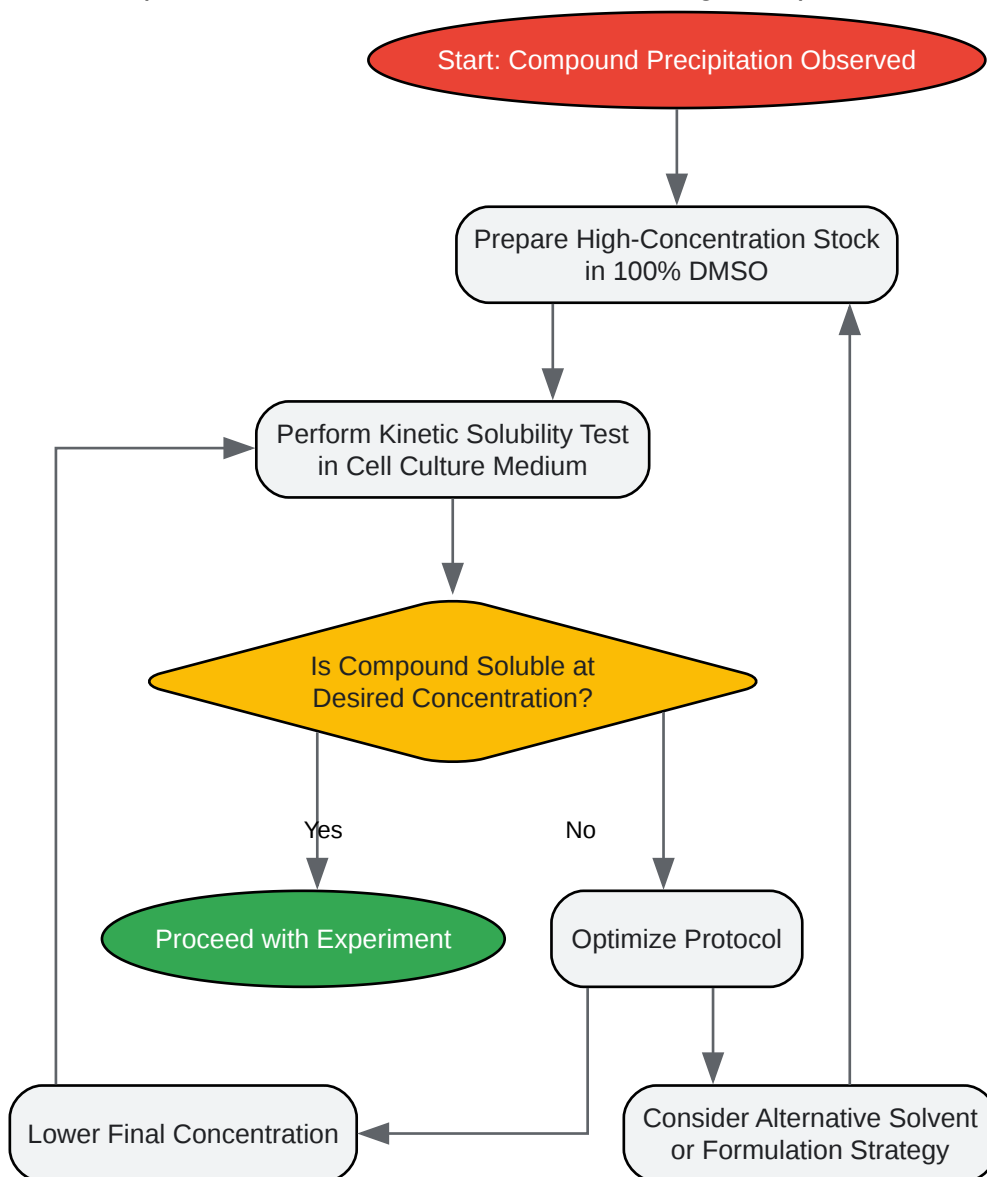 Start: Compound Precipitation Observed
Prepare High-Concentration Stock
in 100% DMSO
Perform Kinetic Solubility Test
in Cell Culture Medium
Is Compound Soluble at
Desired Concentration?
Yes
No
Proceed with Experiment
Optimize Protocol
Lower Final Concentration
Consider Alternative Solvent
or Formulation Strategy